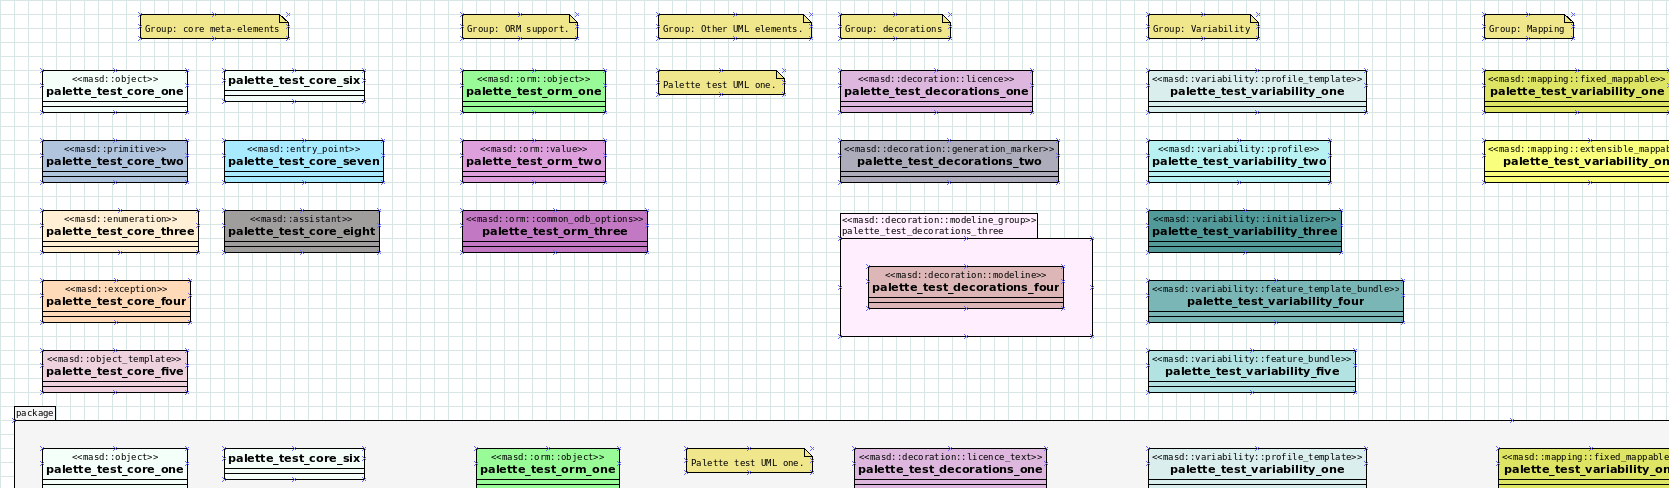 Group: core meta-elements
Group: ORM support.
Group: Other UML elements.
Group: decorations
Group: Variability
Group: Mapping
<<masd::object>>
palette_test_core_one
palette_test_core_six
<<masd::orm::object>>
palette_test_orm_one
Palette test UML one.
<<masd::decoration::licence>>
palette_test_decorations_one
<<masd::variability::profile_template>>
palette_test_variability_one
<<masd::mapping::fixed_mappable
palette_test_variability_one
<<masd::primitive>>
palette_test_core_two
<<masd::entry_point>>
palette_test_core_seven
<<masd::orm::value>>
palette_test_orm_two
<<masd::decoration::generation_marker>>
palette_test_decorations_two
<<masd::variability::profile>>
palette_test_variability_two
<<masd::mapping::extensible_mappab
palette_test_variability_on
<<masd::enumeration>>
palette_test_core_three
<<masd::assistant>>
palette_test_core_eight
<<masd::orm::common_odb_options>>
palette_test_orm_three
<<masd::decoration::modeline_group>>
palette_test_decorations_three
<<masd::variability::initializer>>
palette_test_variability_three
<<masd::exception>>
palette_test_core_four
<<masd::decoration::modeline>>
palette_test_decorations_four
<<masd::variability::feature_template_bundle>>
palette_test_variability_four
<<masd::object_template>>
palette_test_core_five
<<masd::variability::feature_bundle>>
palette_test_variability_five
package
<<masd::object>>
palette_test_core_one
palette_test_core_six
<<masd::orm::object>>
palette_test_orm_one
Palette test UML one.
<<masd::decoration::licence_text>>
palette_test_decorations_one
<<masd::variability::profile_template>>
palette_test_variability_one
<<masd::mapping::fixed_mappable
palette_test_variability_on